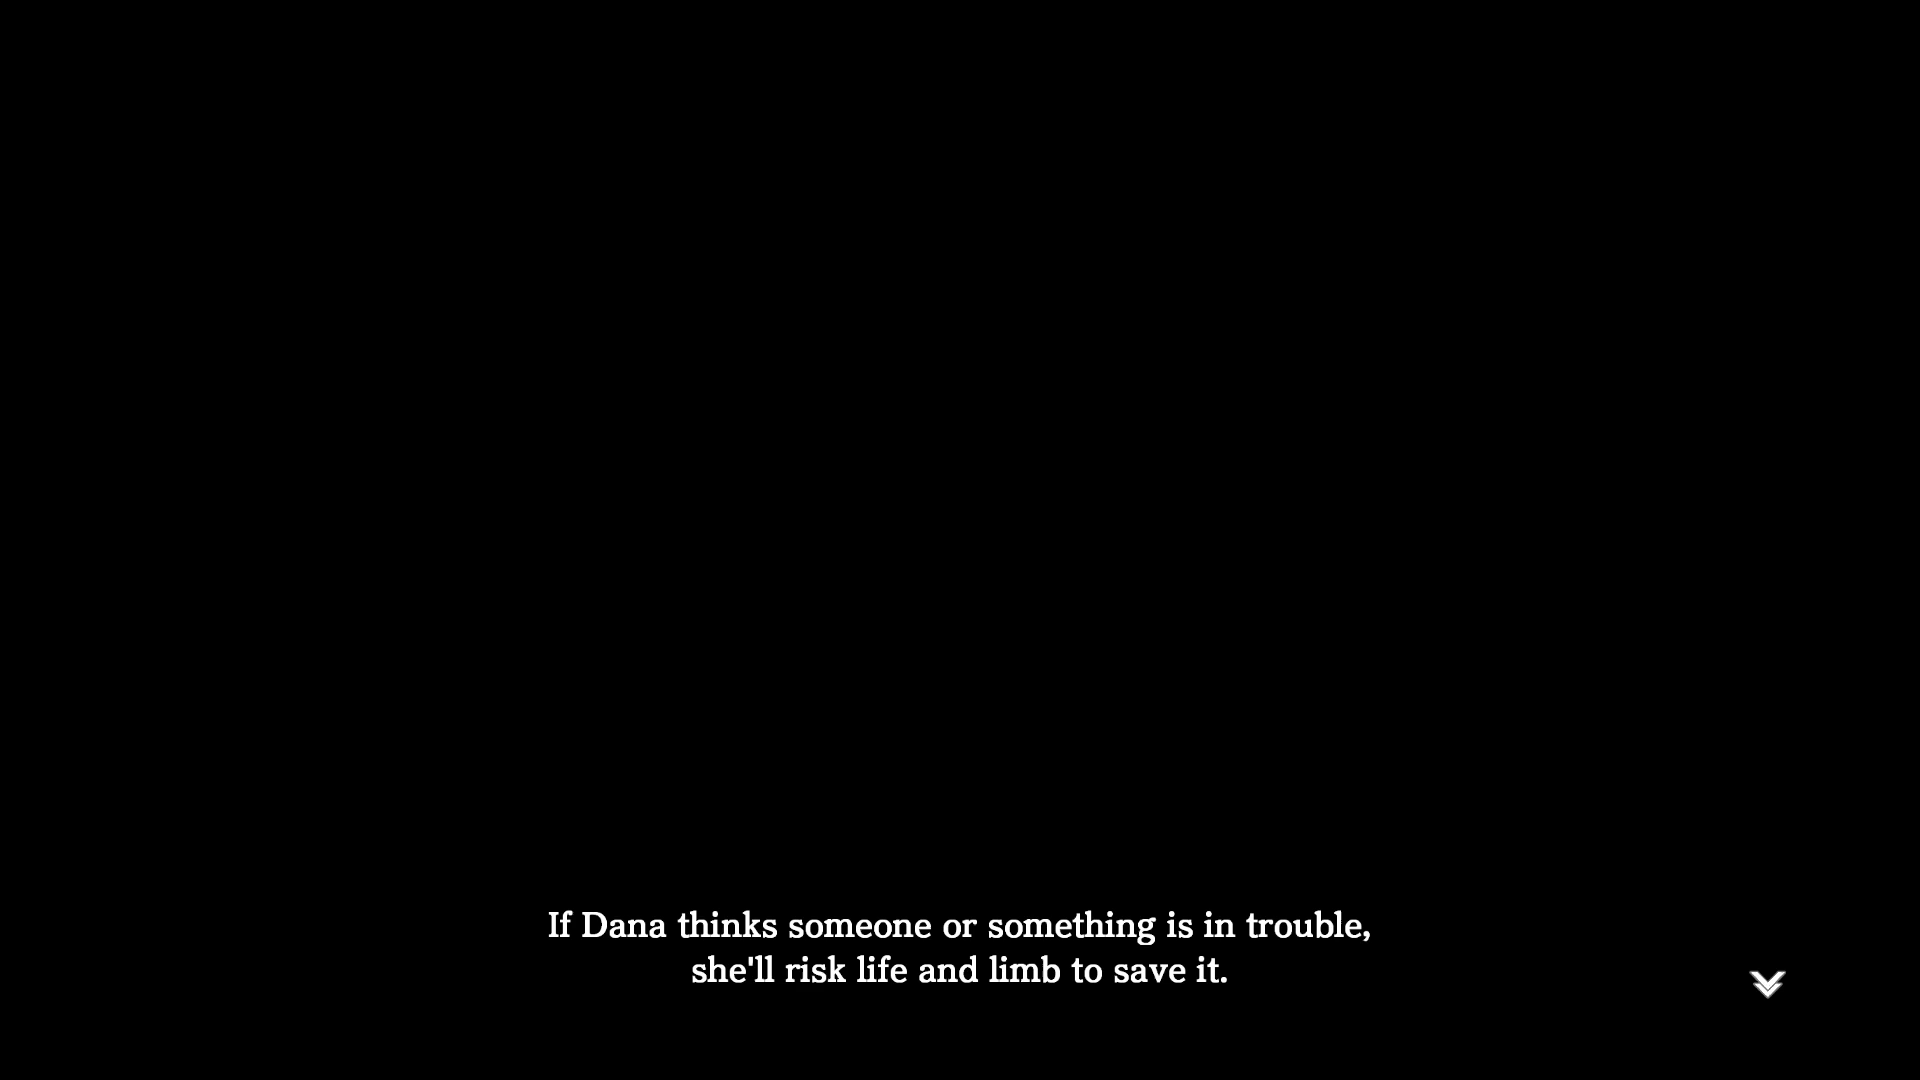 If Dana thinks someone or something is in trouble,
she'll risk life and limb to save it.